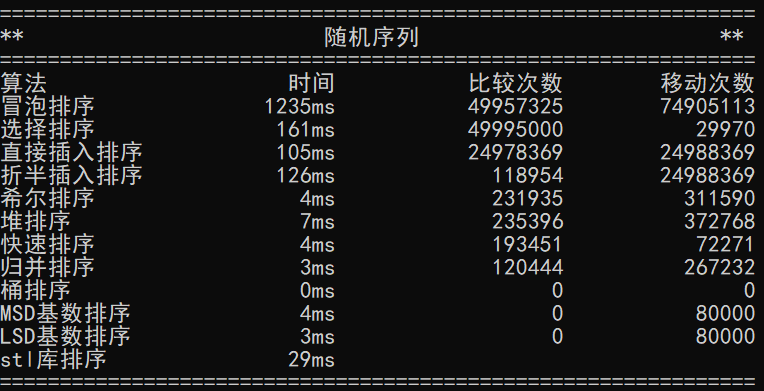 ================================================================
** 随机序列 **
================================================================
算法 时间 比较次数 移动次数
冒泡排序 1235ms 49957325 74905113
选择排序 161ms 49995000 29970
直接插入排序 105ms 24978369 24988369
折半插入排序 126ms 118954 24988369
希尔排序 4ms 231935 311590
堆排序 7ms 235396 372768
快速排序 4ms 193451 72271
归并排序 3ms 120444 267232
桶排序 0ms 0 0
MSD基数排序 4ms 0 80000
LSD基数排序 3ms 0 80000
stl库排序 29ms
================================================================